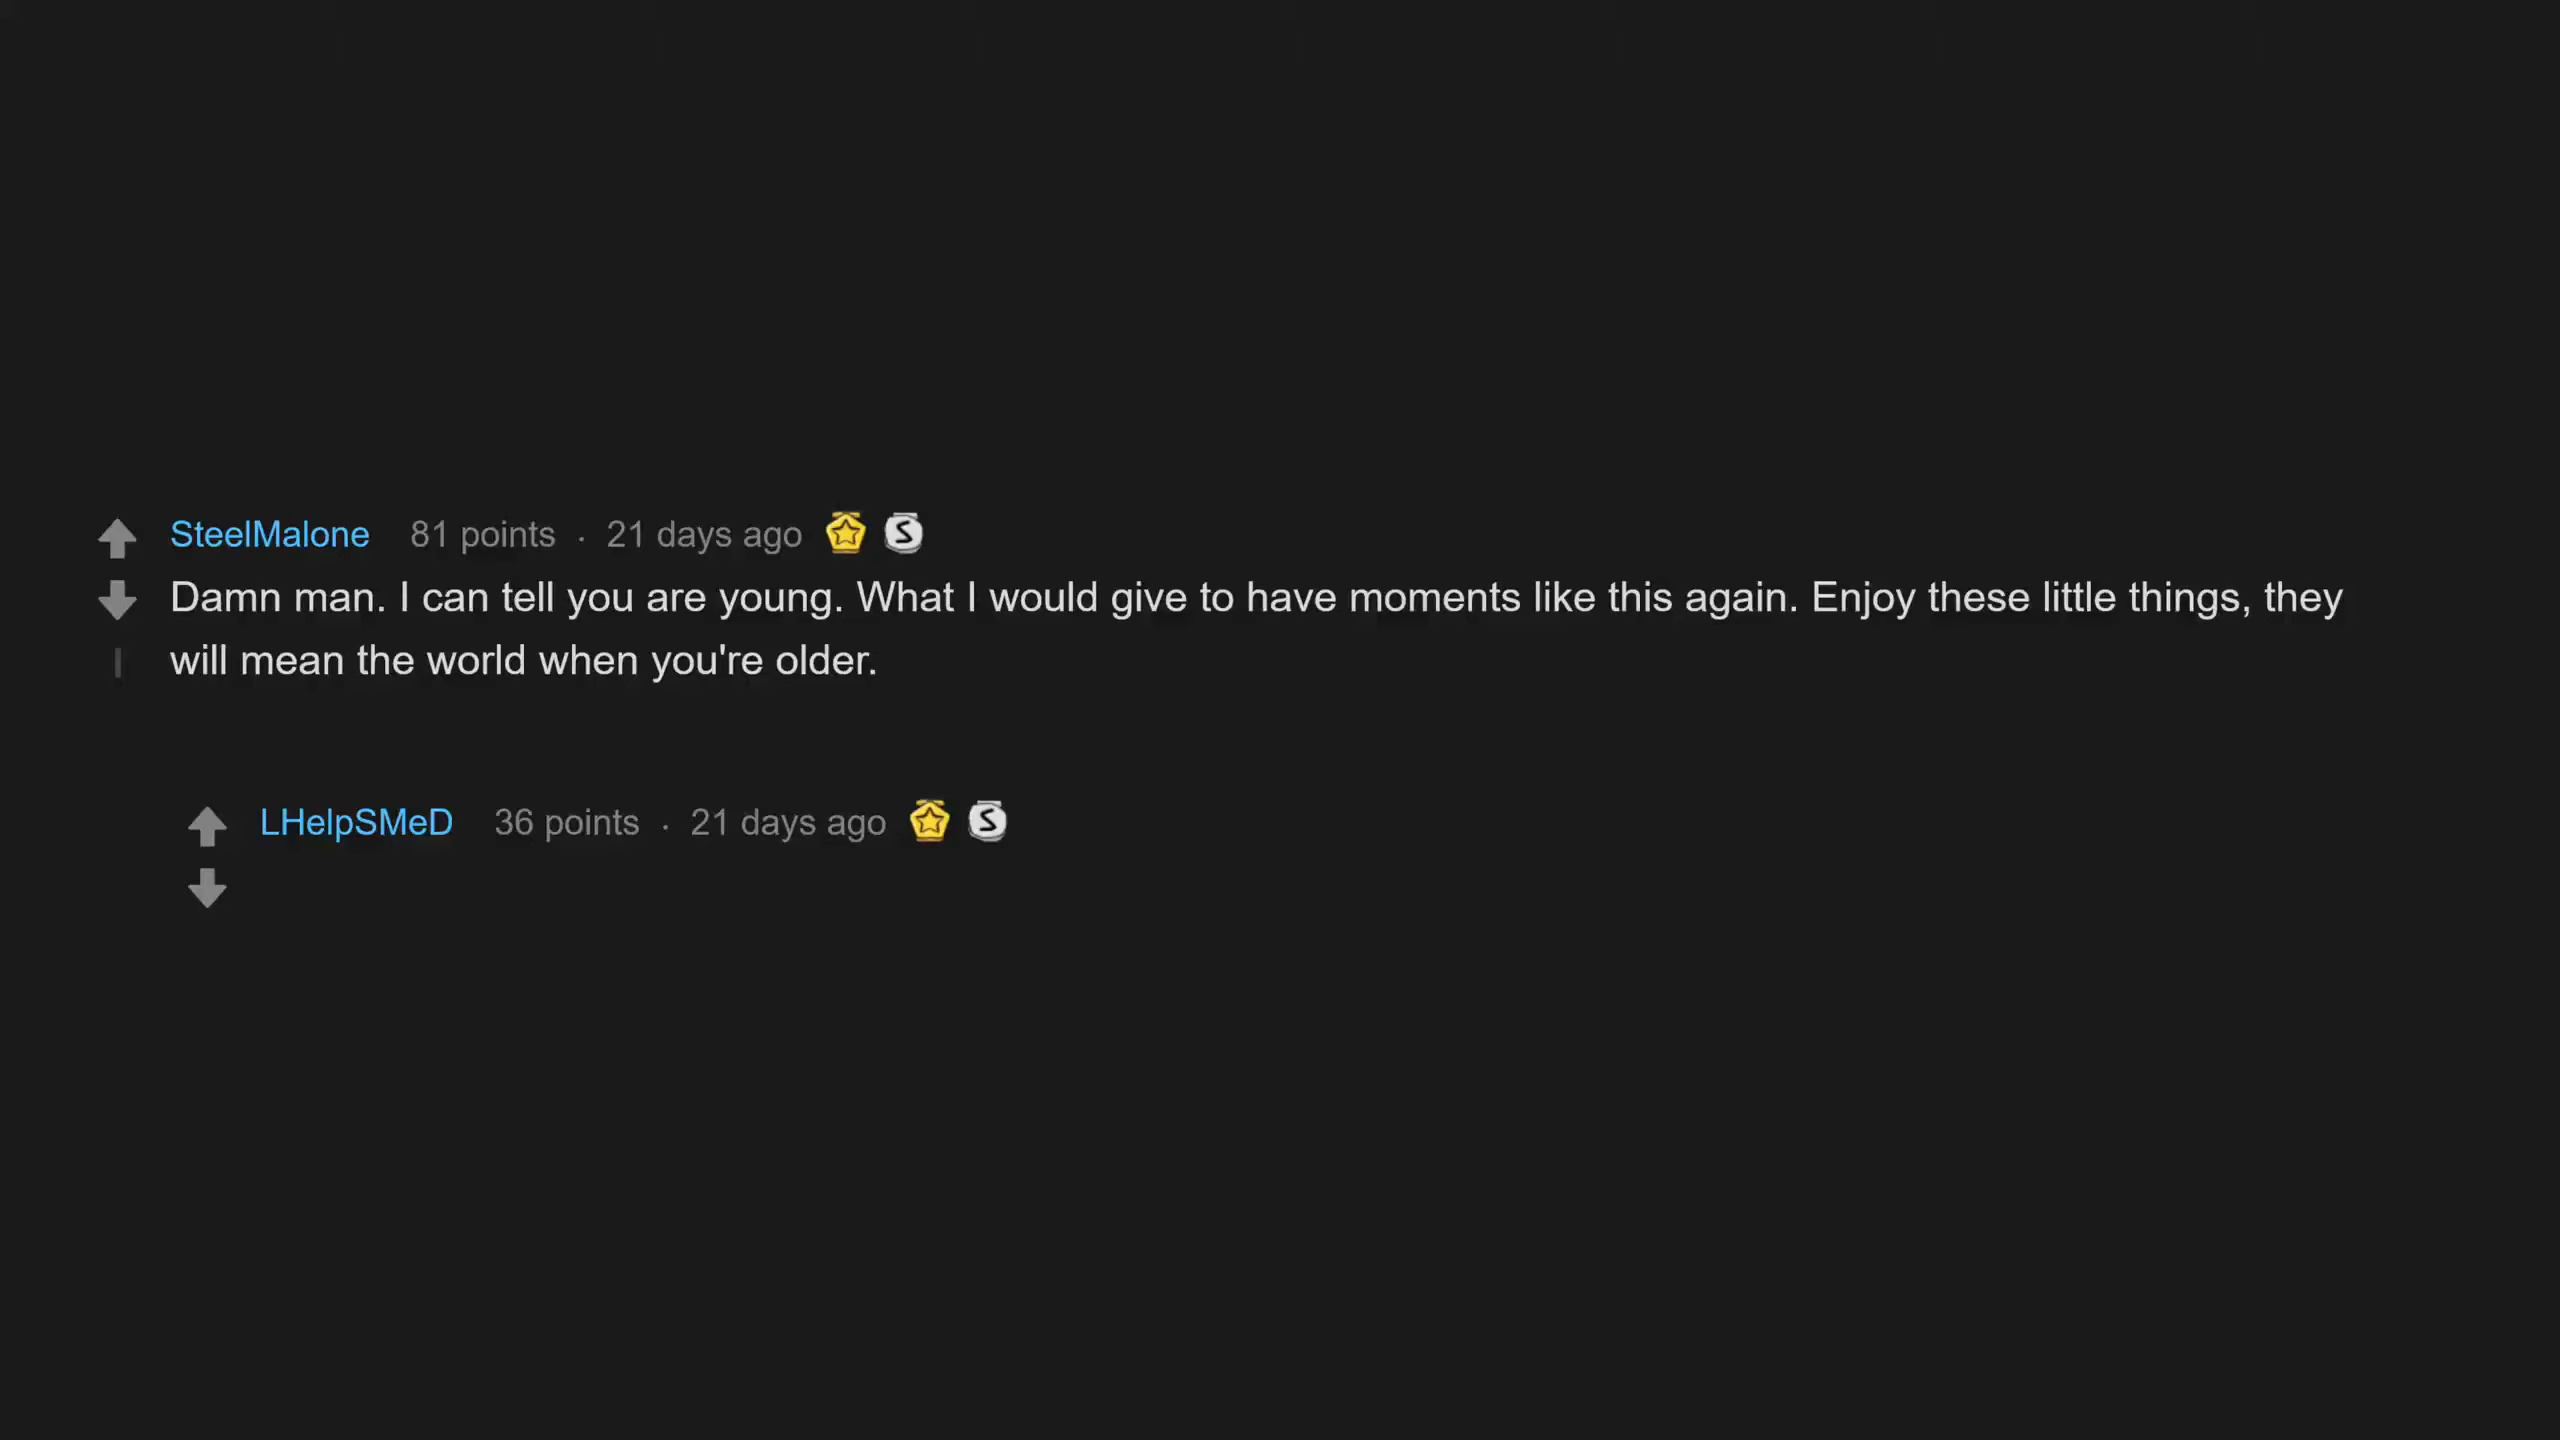 SteelMalone 81 points · 21 days ago
Damn man. I can tell you are young. What I would give to have moments like this again. Enjoy these little things, they
will mean the world when you're older.
LHelpSMeD 36 points · 21 days ago